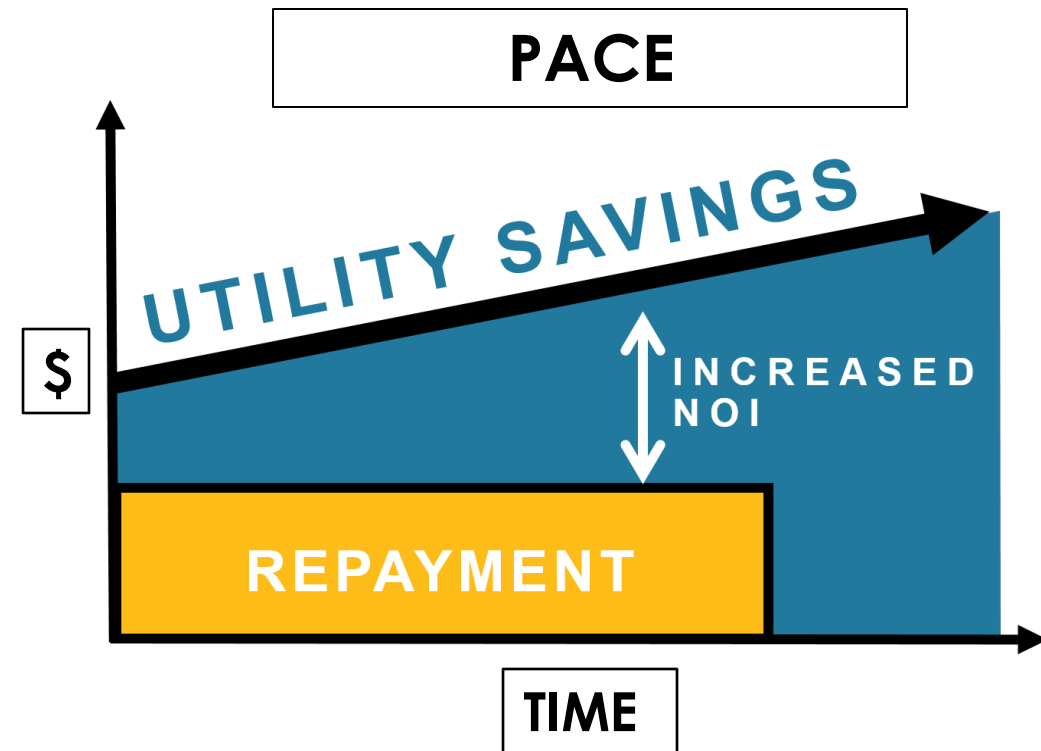 PACE
UTILITY SAVINGS
$
INCREASED
NOI
REPAYMENT
TIME